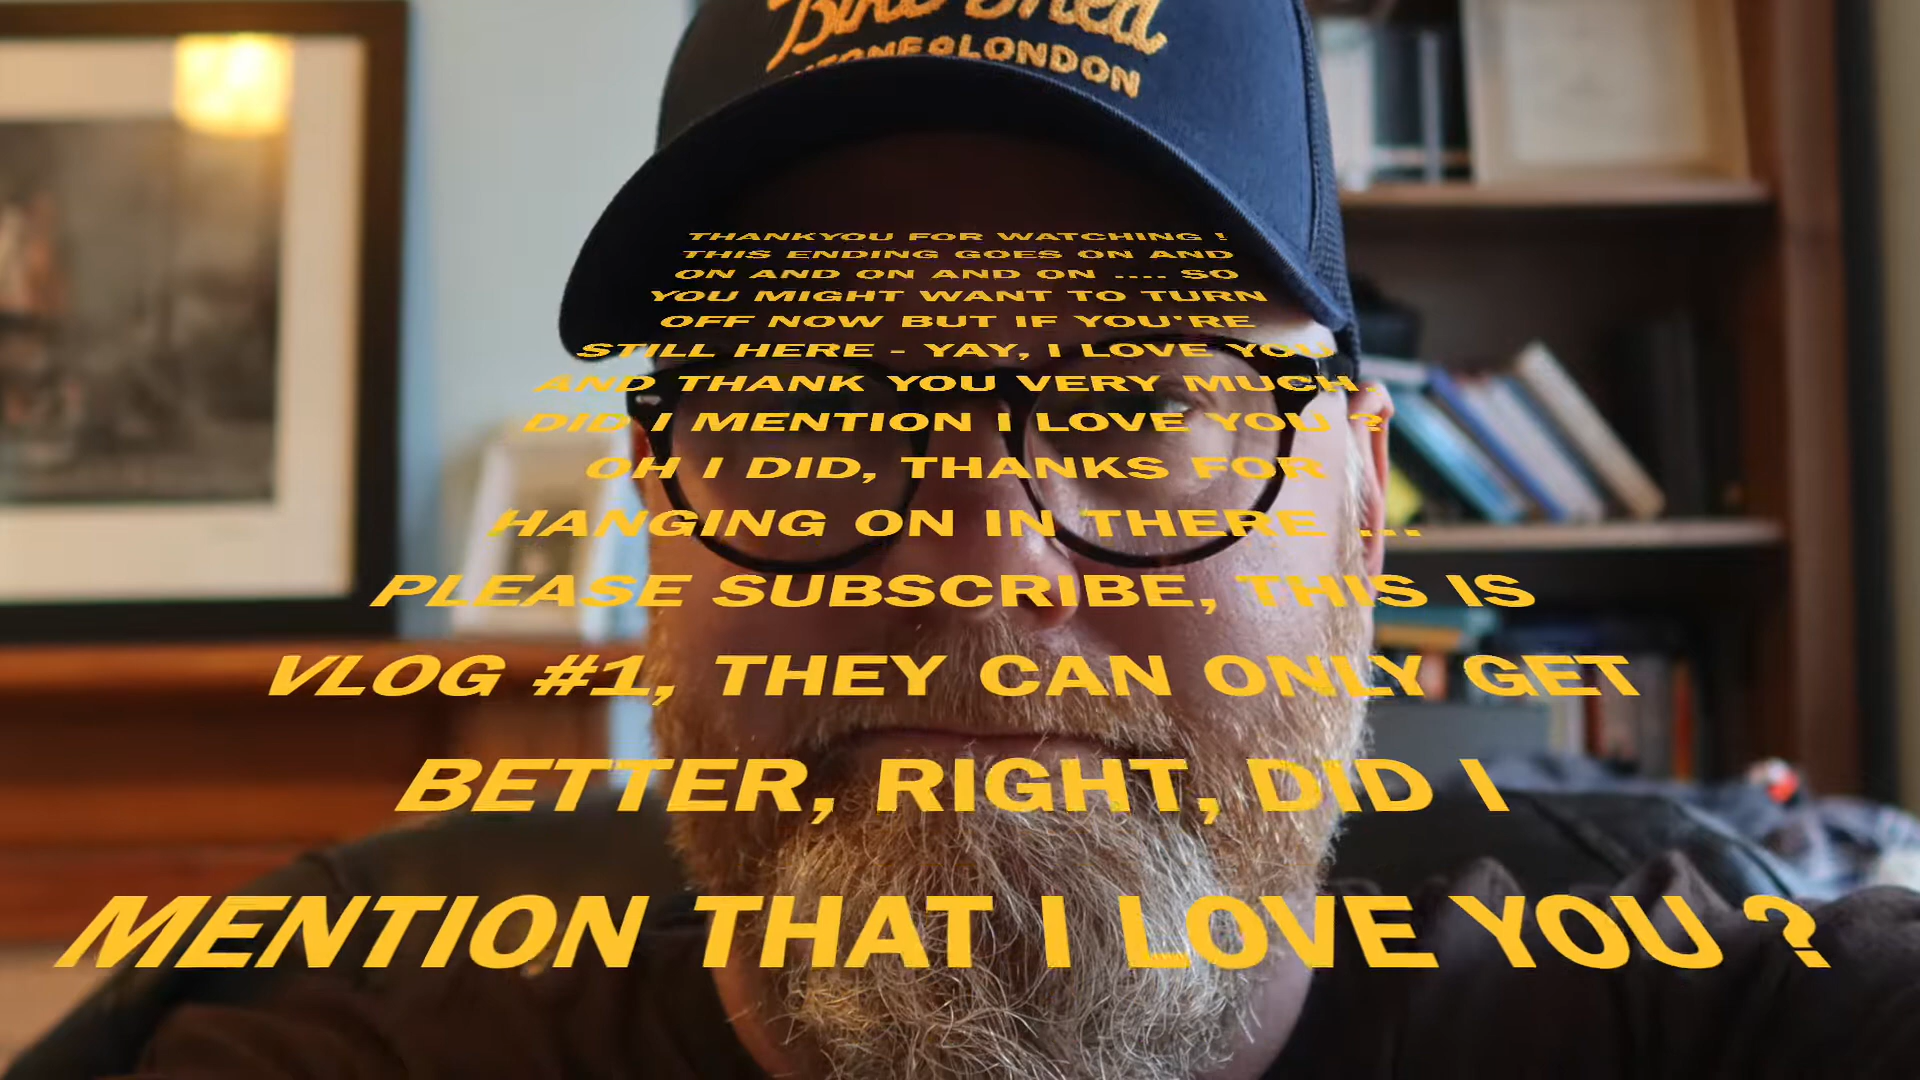 Bike Shed
LONDON
THANKYOU FOR WATCHING !
THIS ENDING GOES ON AND
ON AND ON AND ON .... SO
YOU MIGHT WANT TO TURN
OFF NOW BUT IF YOU'RE
STILL HERE - YAY, I LOVE YOU
AND THANK YOU VERY MUCH.
DID I MENTION I LOVE YOU ?
OH I DID, THANKS FOR
HANGING ON IN THERE ...
PLEASE SUBSCRIBE, THIS IS
VLOG #1, THEY CAN ONLY GET
BETTER, RIGHT, DID I
MENTION THAT I LOVE YOU ?